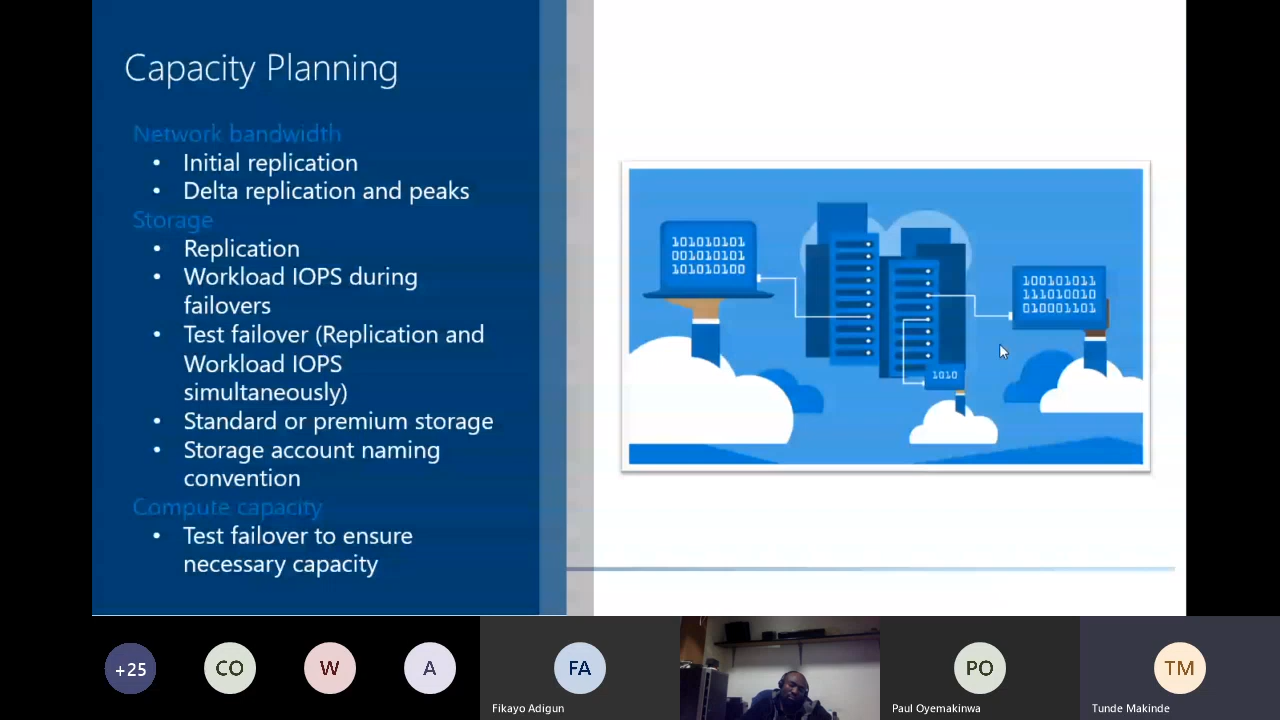 Capacity Planning
Network bandwidth
• Initial replication
• Delta replication and peaks
Storage
• Replication
• Workload IOPS during
failovers
• Test failover (Replication and
Workload IOPS
simultaneously)
• Standard or premium storage
• Storage account naming
convention
Compute capacity
• Test failover to ensure
necessary capacity
101010101
001010101
101010100
100101011
111010010
010001101
1010
+25
CO
W
A
FA
PO
TM
Fikayo Adigun
Paul Oyemakinwa
Tunde Makinde